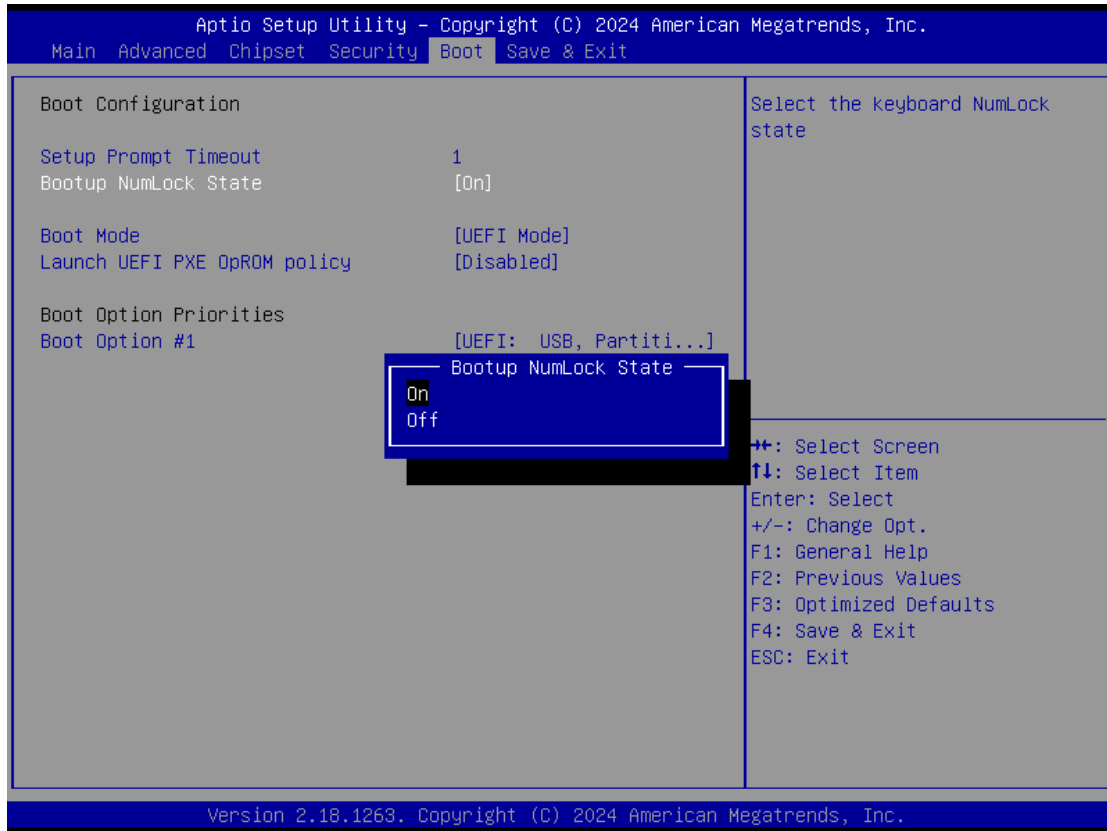 Aptio Setup Utility – Copyright (C) 2024 American Megatrends, Inc.
Main Advanced Chipset Security Boot Save & Exit
Boot Configuration
Setup Prompt Timeout 1
Bootup NumLock State [On]
Boot Mode [UEFI Mode]
Launch UEFI PXE OpROM policy [Disabled]
Boot Option Priorities
Boot Option #1 [UEFI: USB, Partiti...]
Bootup NumLock State
On
Off
Select the keyboard NumLock
state
→←: Select Screen
↑↓: Select Item
Enter: Select
+/-: Change Opt.
F1: General Help
F2: Previous Values
F3: Optimized Defaults
F4: Save & Exit
ESC: Exit
Version 2.18.1263. Copyright (C) 2024 American Megatrends, Inc.